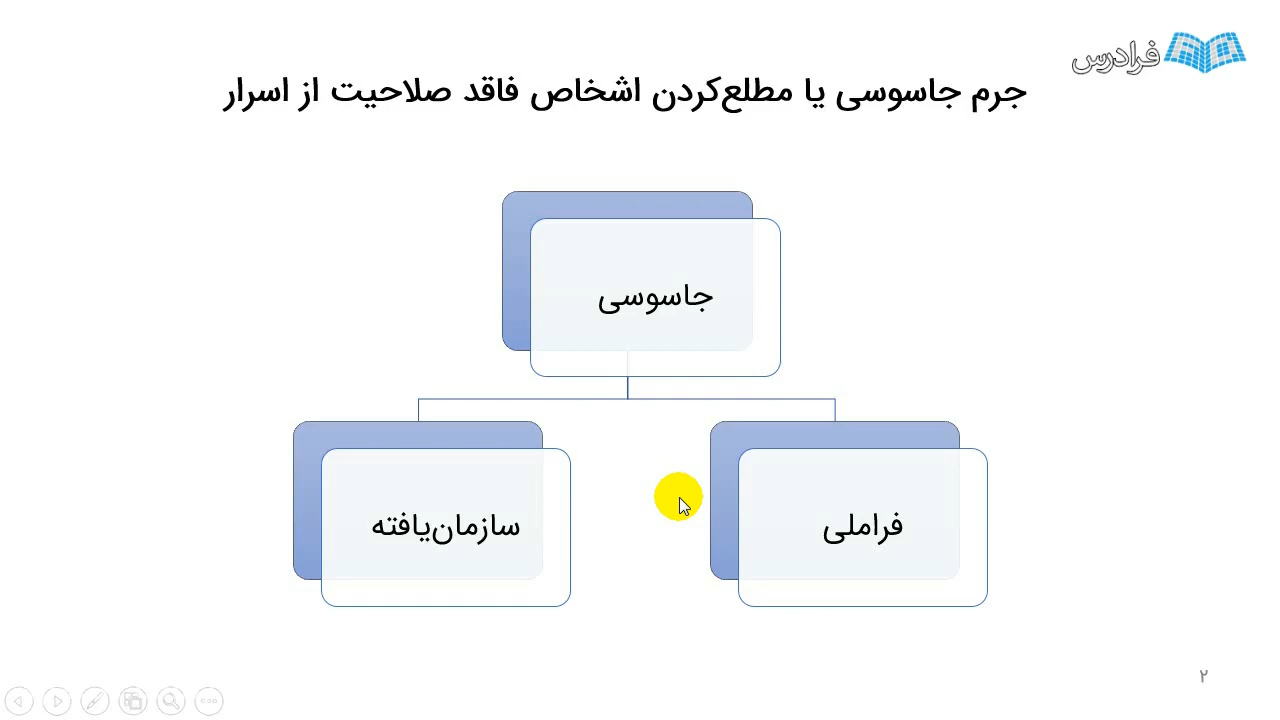 فرادرس
جرم جاسوسی یا مطلع‌کردن اشخاص فاقد صلاحیت از اسرار
جاسوسی
فراملی
سازمان‌یافته
۲